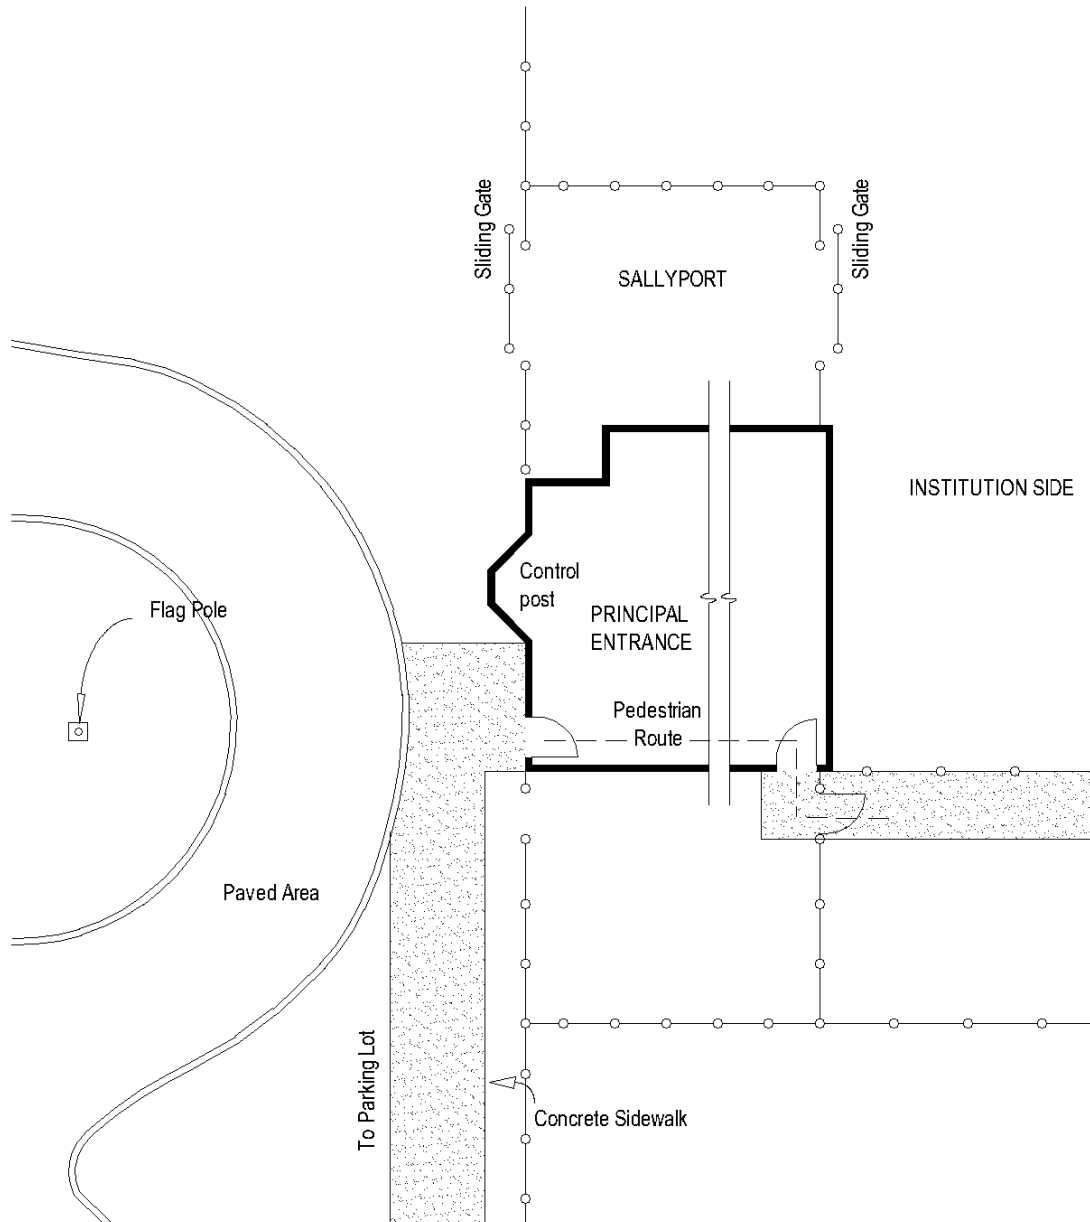 Sliding Gate
Sliding Gate
SALLYPORT
INSTITUTION SIDE
Control
post
Flag Pole
PRINCIPAL
ENTRANCE
Pedestrian
Route
Paved Area
To Parking Lot
Concrete Sidewalk